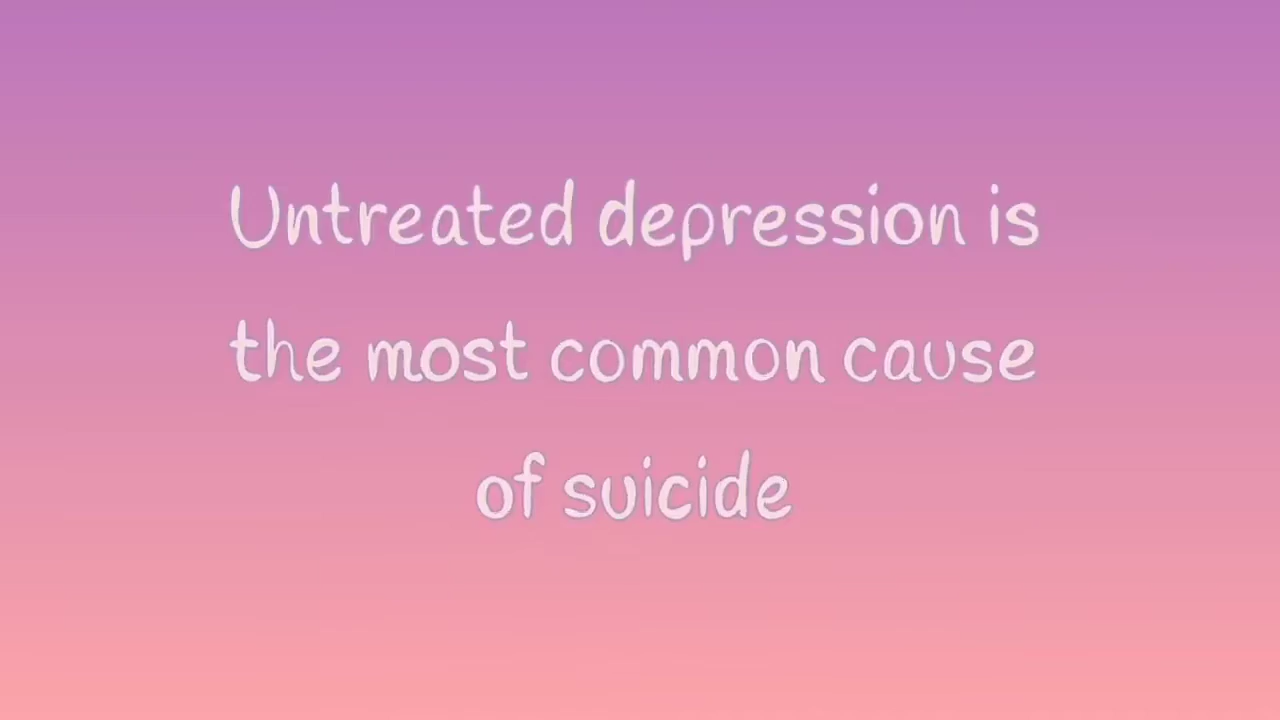 Untreated depression is
the most common cause
of suicide